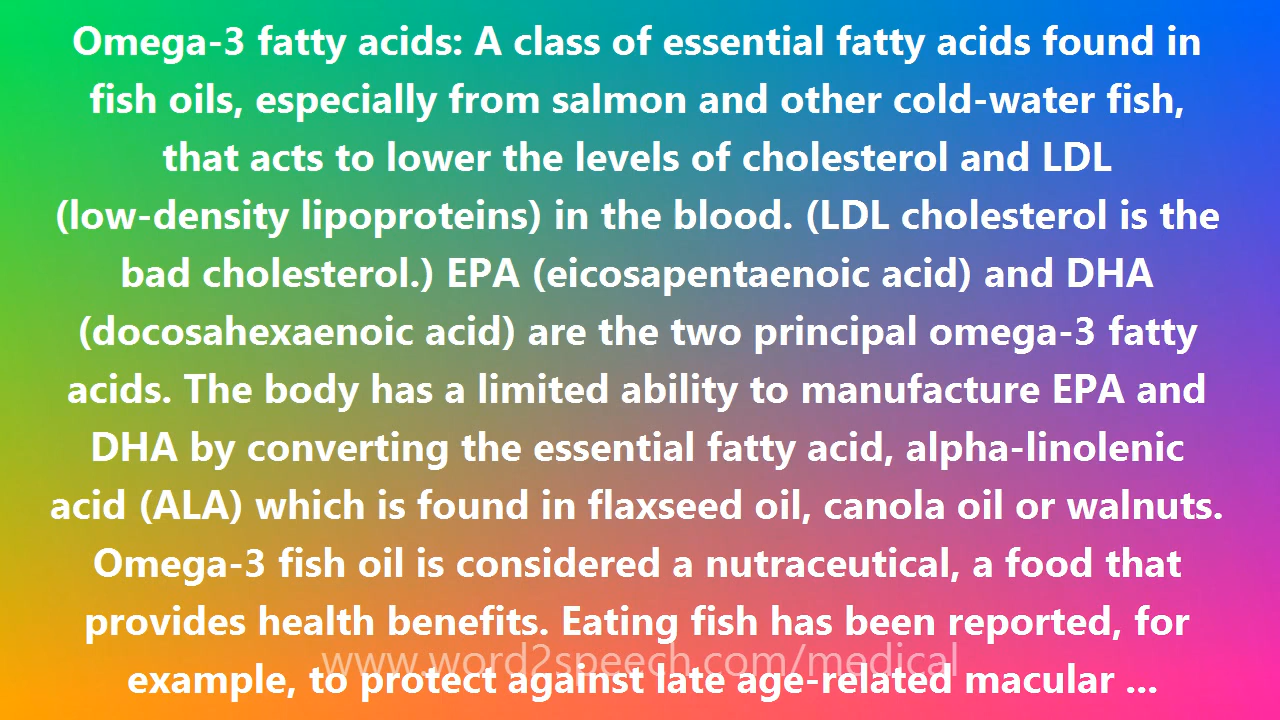 Omega-3 fatty acids: A class of essential fatty acids found in
fish oils, especially from salmon and other cold-water fish,
that acts to lower the levels of cholesterol and LDL
(low-density lipoproteins) in the blood. (LDL cholesterol is the
bad cholesterol.) EPA (eicosapentaenoic acid) and DHA
(docosahexaenoic acid) are the two principal omega-3 fatty
acids. The body has a limited ability to manufacture EPA and
DHA by converting the essential fatty acid, alpha-linolenic
acid (ALA) which is found in flaxseed oil, canola oil or walnuts.
Omega-3 fish oil is considered a nutraceutical, a food that
provides health benefits. Eating fish has been reported, for
www.word2speech.com/medical
example, to protect against late age-related macular ...